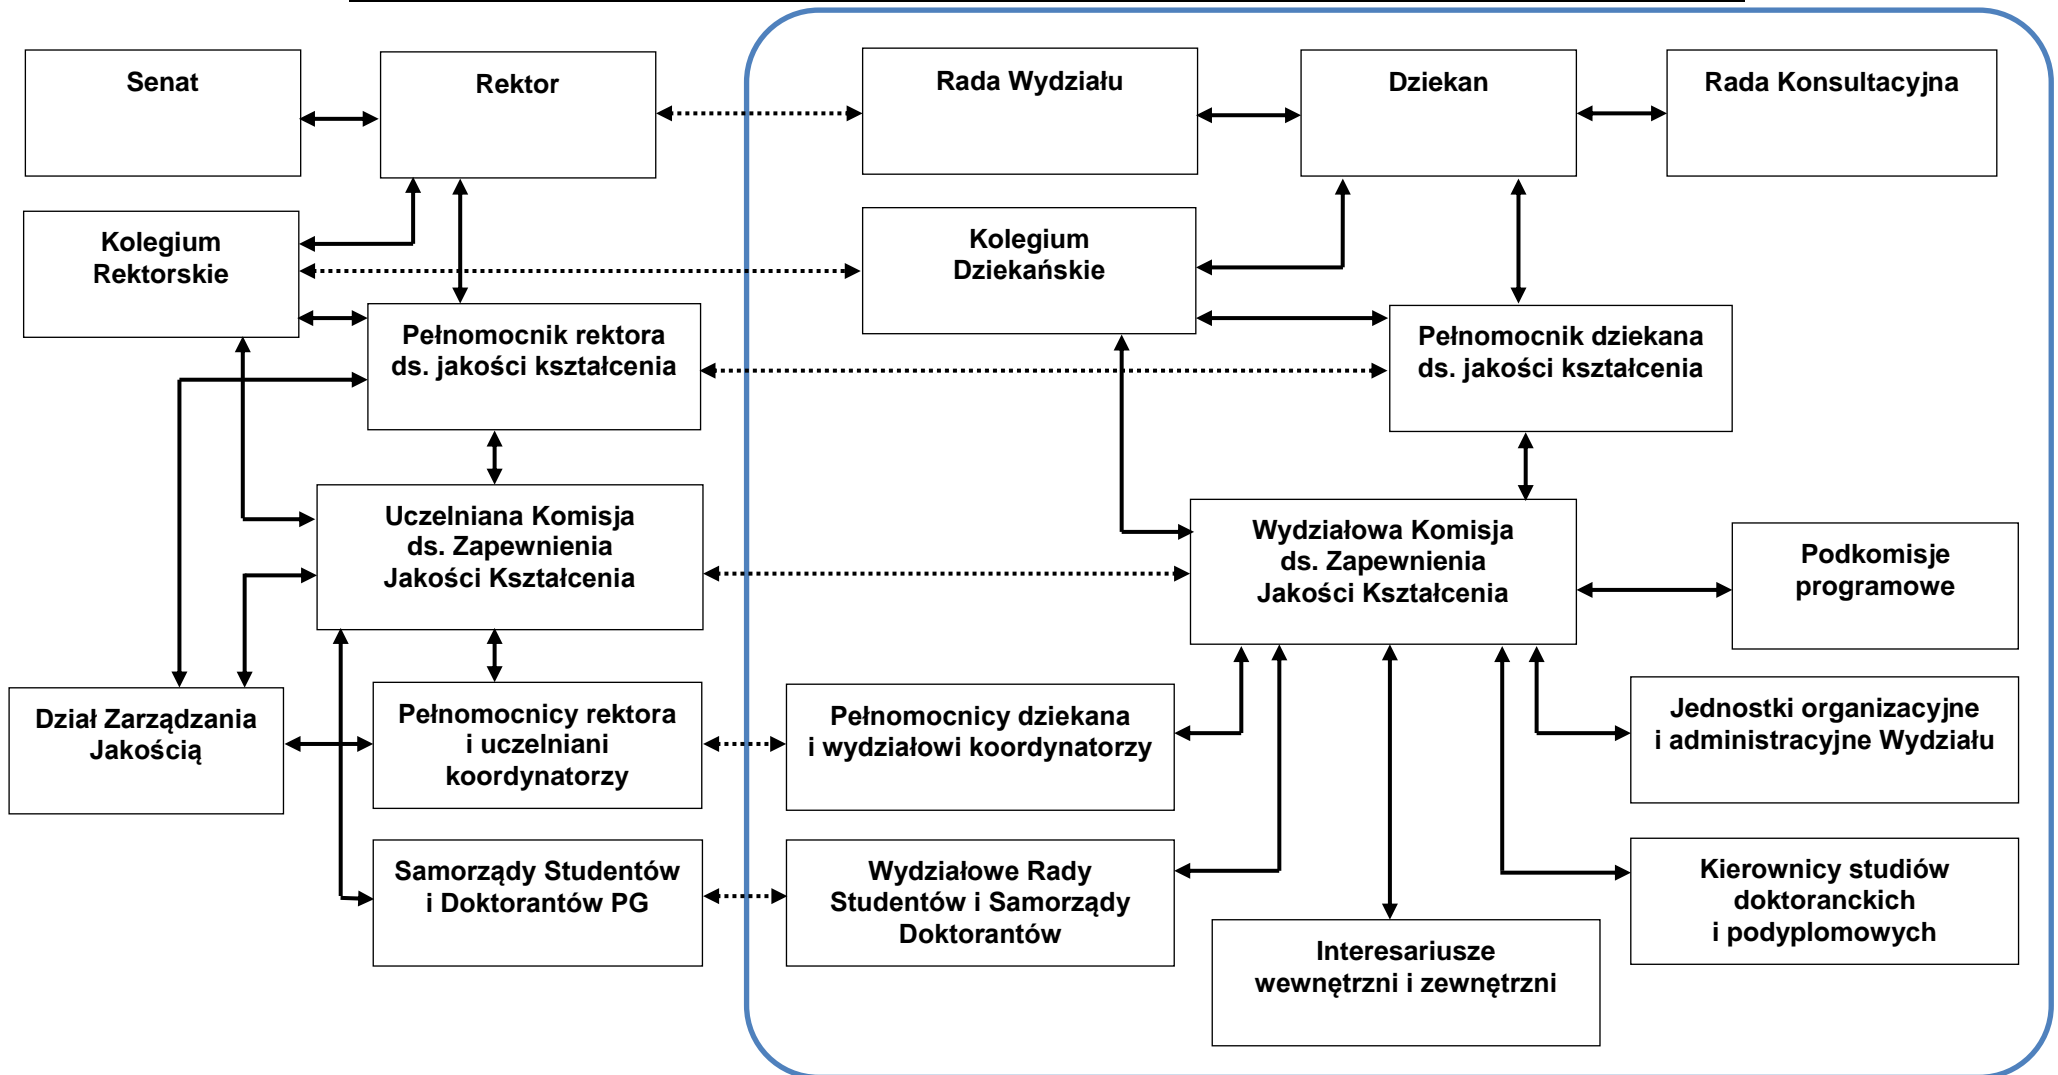 Senat
Rektor
Rada Wydziału
Dziekan
Rada Konsultacyjna
Kolegium
Rektorskie
Kolegium
Dziekańskie
Pełnomocnik rektora
ds. jakości kształcenia
Pełnomocnik dziekana
ds. jakości kształcenia
Uczelniana Komisja
ds. Zapewnienia
Jakości Kształcenia
Wydziałowa Komisja
ds. Zapewnienia
Jakości Kształcenia
Podkomisje
programowe
Dział Zarządzania
Jakością
Pełnomocnicy rektora
i uczelniani
koordynatorzy
Pełnomocnicy dziekana
i wydziałowi koordynatorzy
Jednostki organizacyjne
i administracyjne Wydziału
Samorządy Studentów
i Doktorantów PG
Wydziałowe Rady
Studentów i Samorządy
Doktorantów
Interesariusze
wewnętrzni i zewnętrzni
Kierownicy studiów
doktoranckich
i podyplomowych